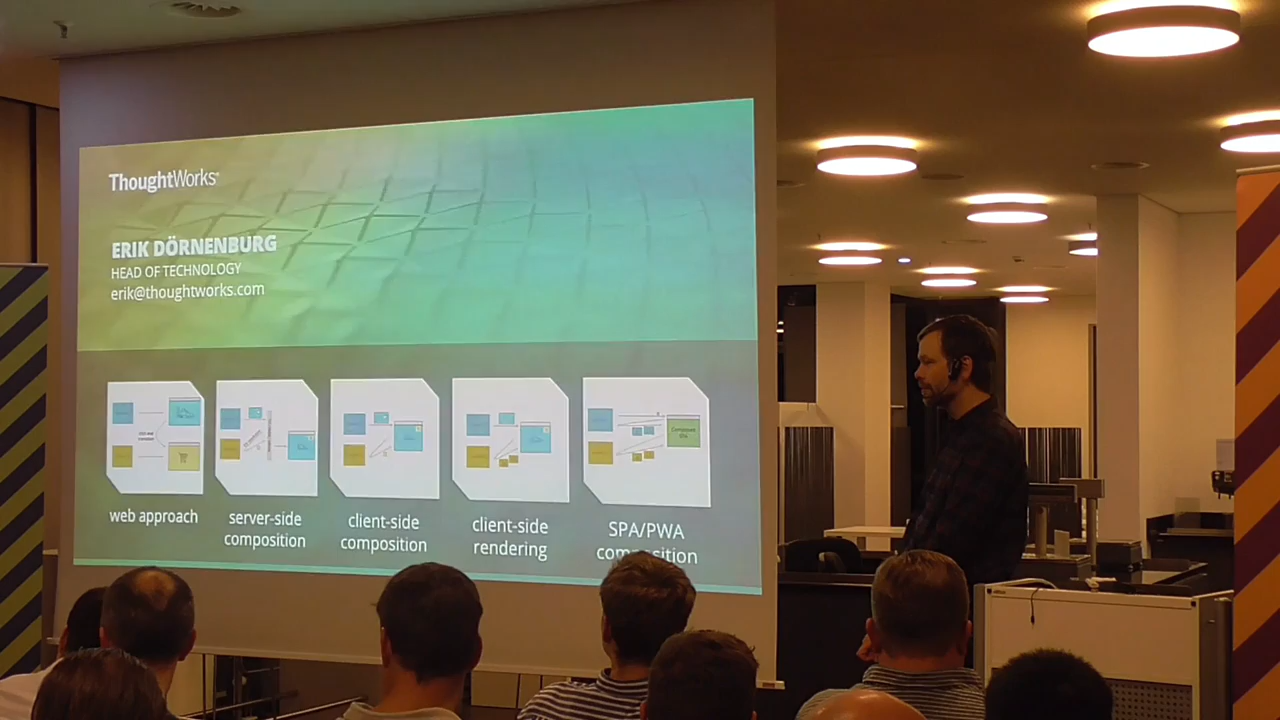 ThoughtWorks®
ERIK DÖRNENBURG
HEAD OF TECHNOLOGY
erik@thoughtworks.com
web approach
server-side
composition
client-side
composition
client-side
rendering
SPA/PWA
composition